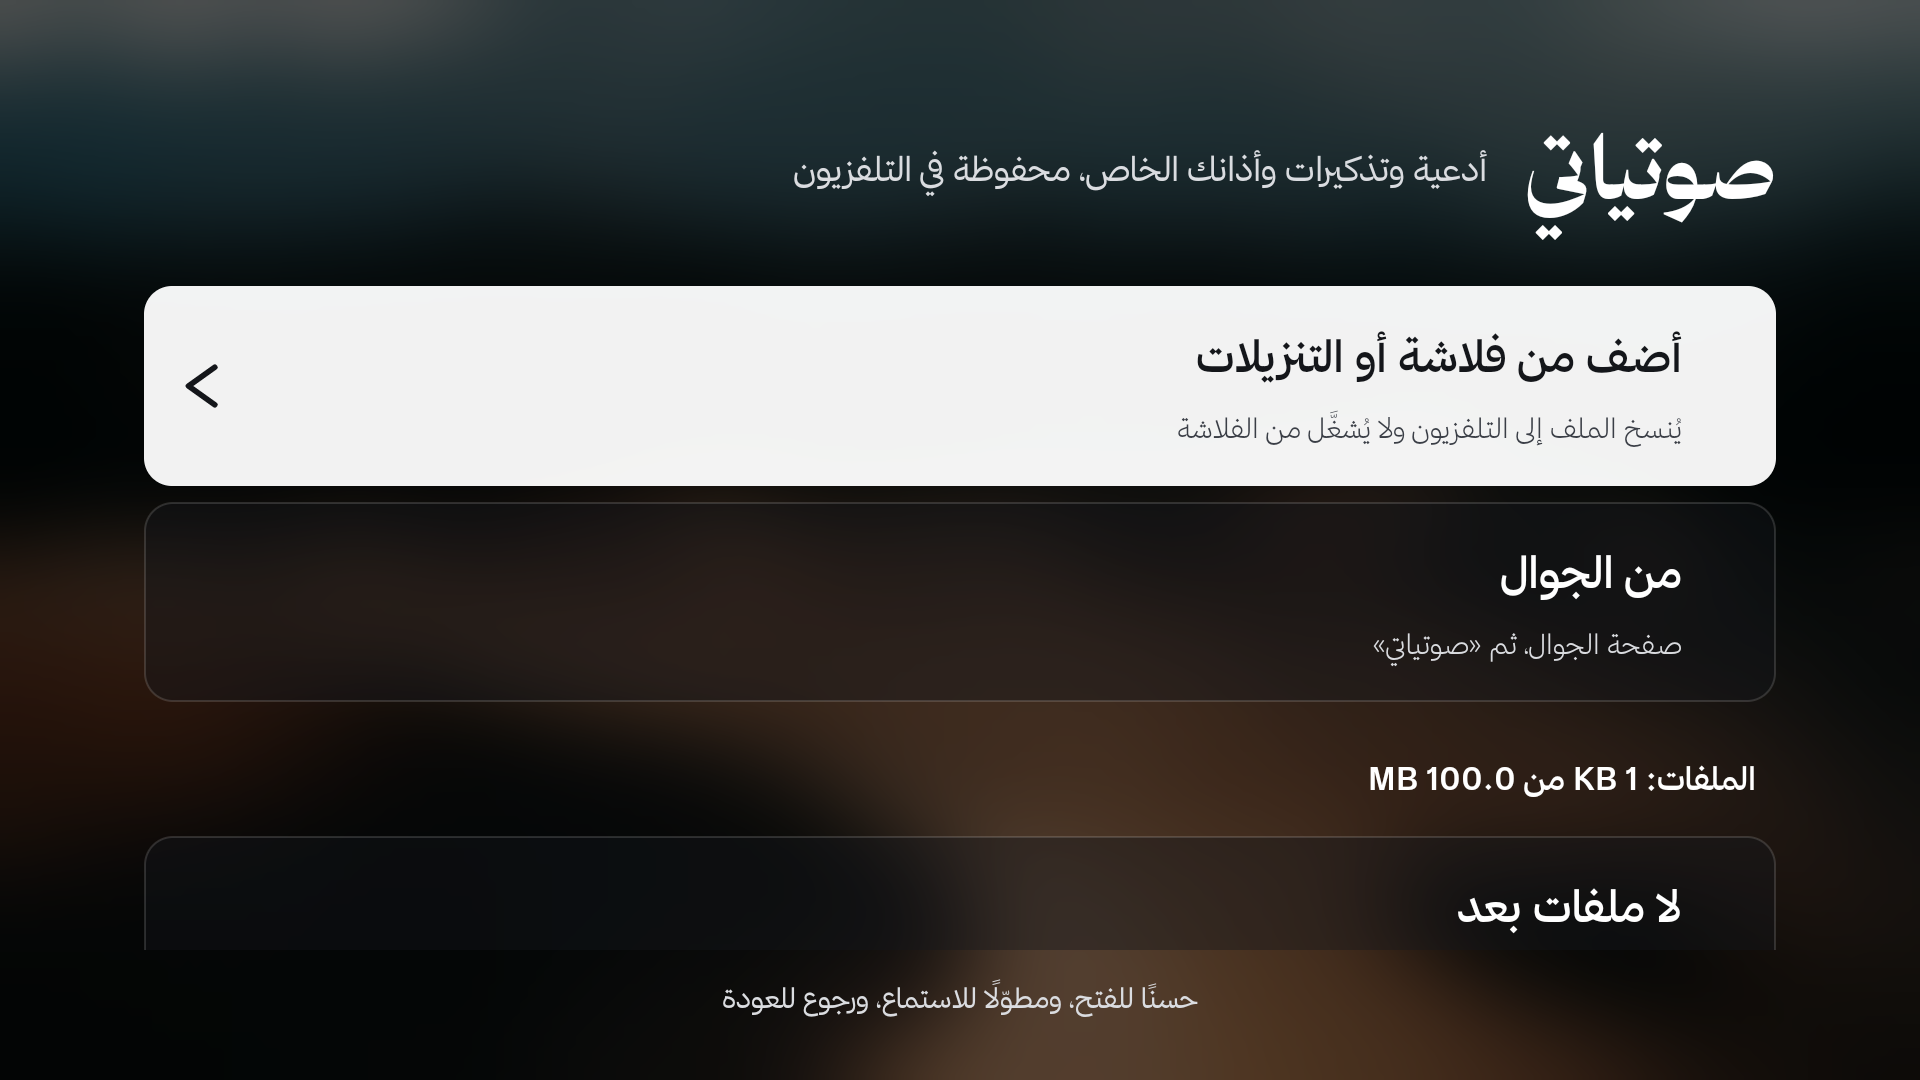 صوتياتي
أدعية وتذكيرات وأذانك الخاص، محفوظة في التلفزيون
أضف من فلاشة أو التنزيلات
يُنسخ الملف إلى التلفزيون ولا يُشغَّل من الفلاشة
من الجوال
صفحة الجوال، ثم «صوتياتي»
الملفات: 1 KB من 100.0 MB
لا ملفات بعد
حسنًا للفتح، ومطوّلًا للاستماع، ورجوع للعودة